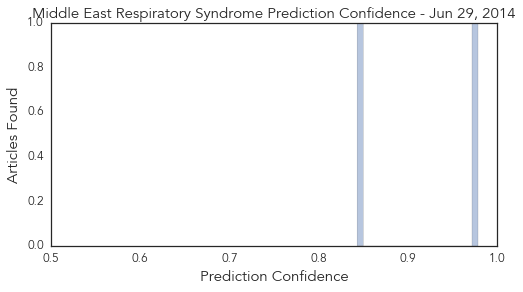 Middle East Respiratory Syndrome Prediction Confidence - Jun 29, 2014
1.0
0.8
0.6
0.4
0.2
0.0
Articles Found
0.5 0.6 0.7 0.8 0.9 1.0
Prediction Confidence